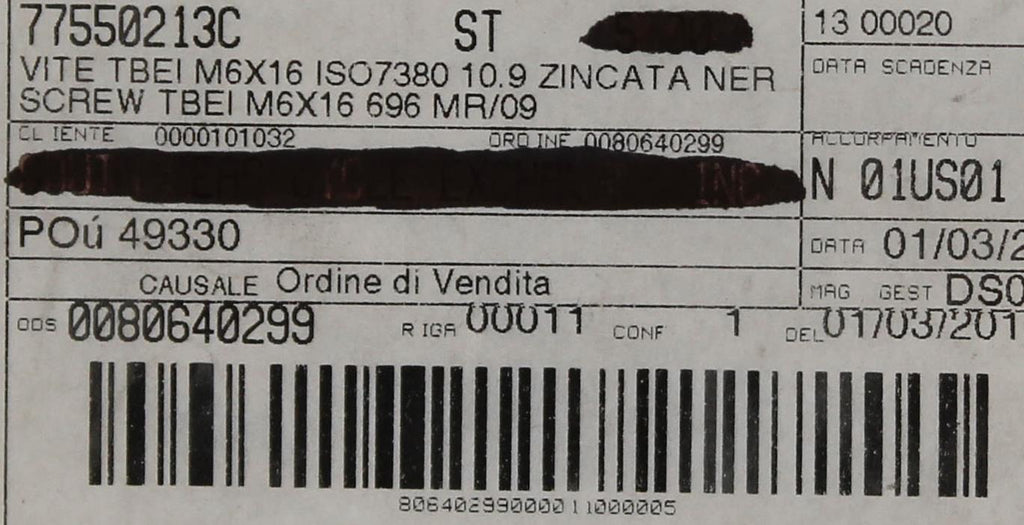 77550213C ST
13 00020
VITE TBEI M6X16 ISO7380 10.9 ZINCATA NER
DATA SCADENZA
SCREW TBEI M6X16 696 MR/09
CLIENTE 0000101032 ORDINE 0080640299
ACCORPAMENTO
N 01US01
POú 49330
DATA 01/03/2
CAUSALE Ordine di Vendita
MAG GEST DS0
ODS 0080640299 RIGA 00011 CONF 1 DEL 01/03/201
80640299000011000005